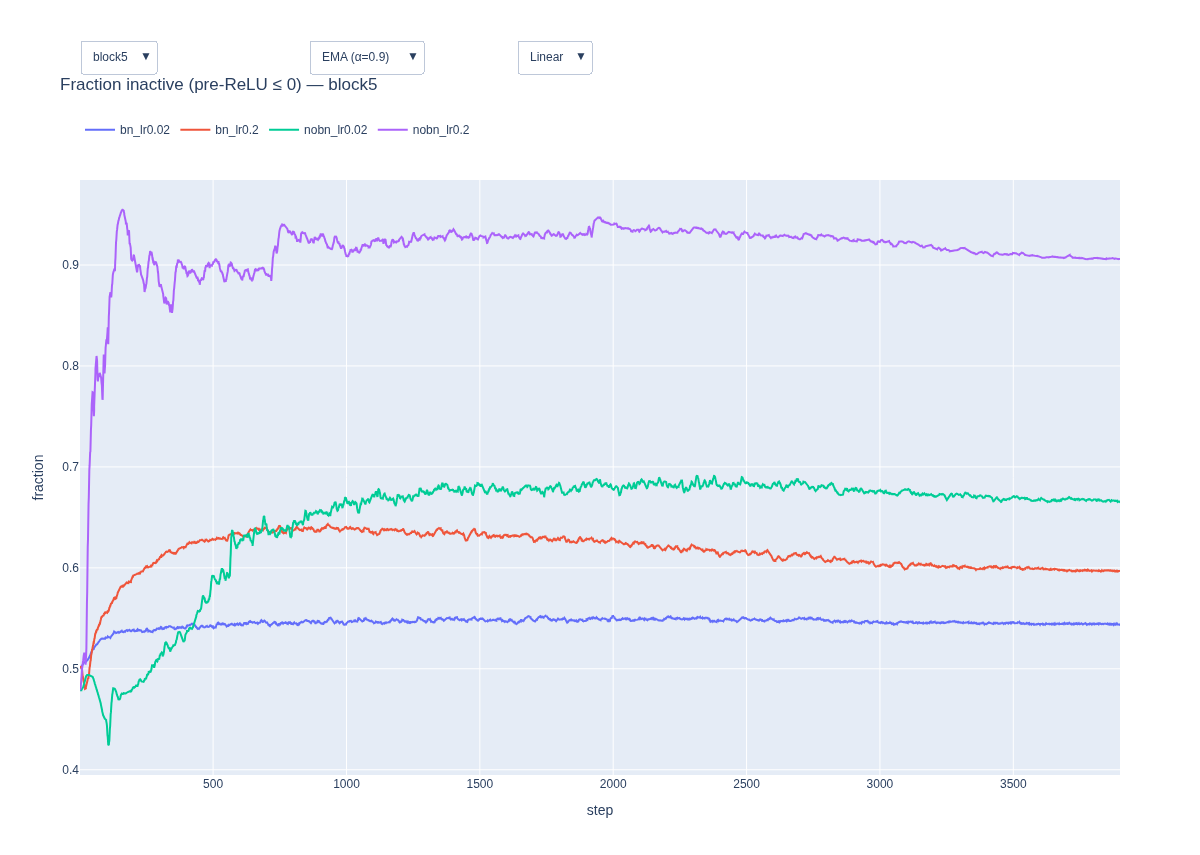 block5 ▼ EMA (α=0.9) ▼ Linear ▼
Fraction inactive (pre-ReLU ≤ 0) — block5
bn_lr0.02 bn_lr0.2 nobn_lr0.02 nobn_lr0.2
0.9
0.8
0.7
0.6
0.5
0.4
fraction
500 1000 1500 2000 2500 3000 3500
step